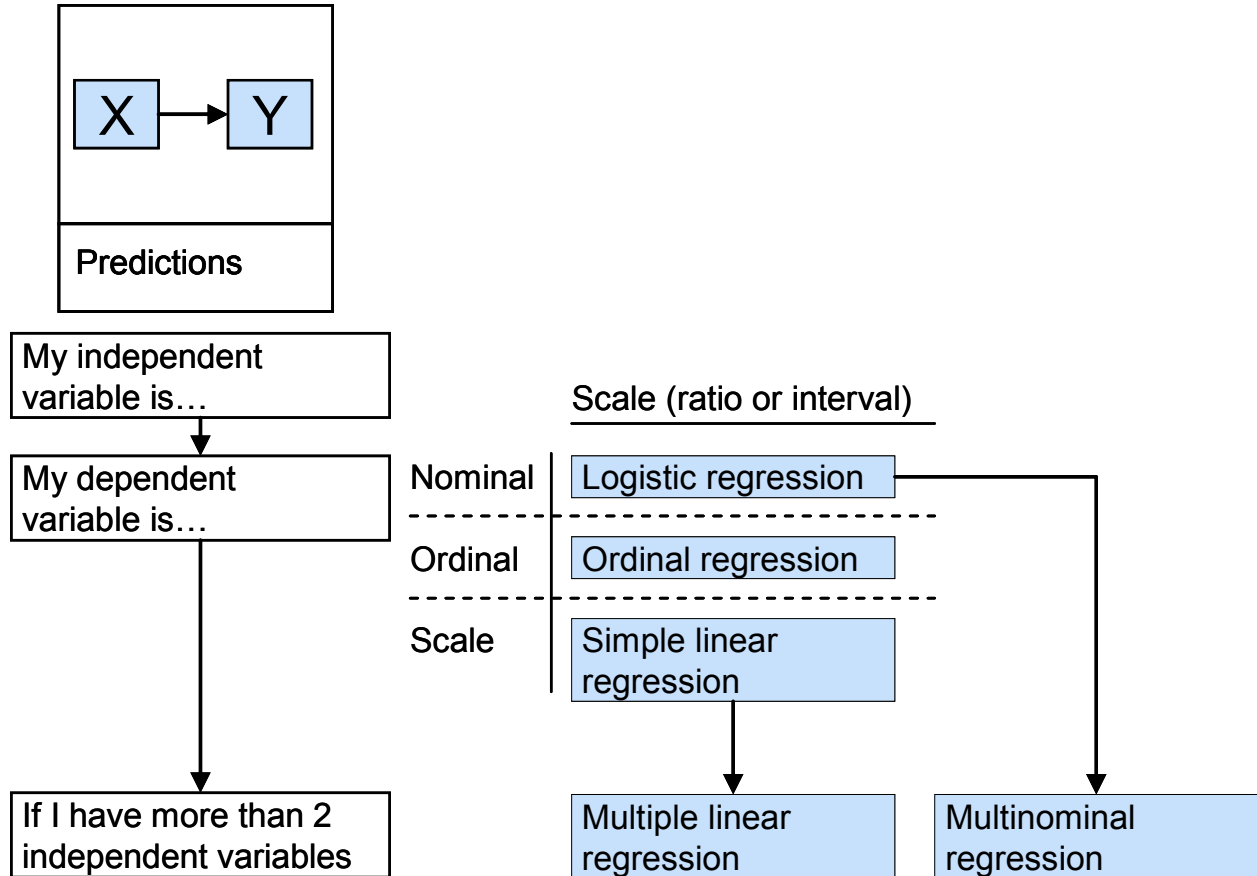 X
Y
Predictions
My independent
variable is…
Scale (ratio or interval)
My dependent
variable is…
Nominal
Logistic regression
Ordinal
Ordinal regression
Scale
Simple linear
regression
If I have more than 2
independent variables
Multiple linear
regression
Multinominal
regression